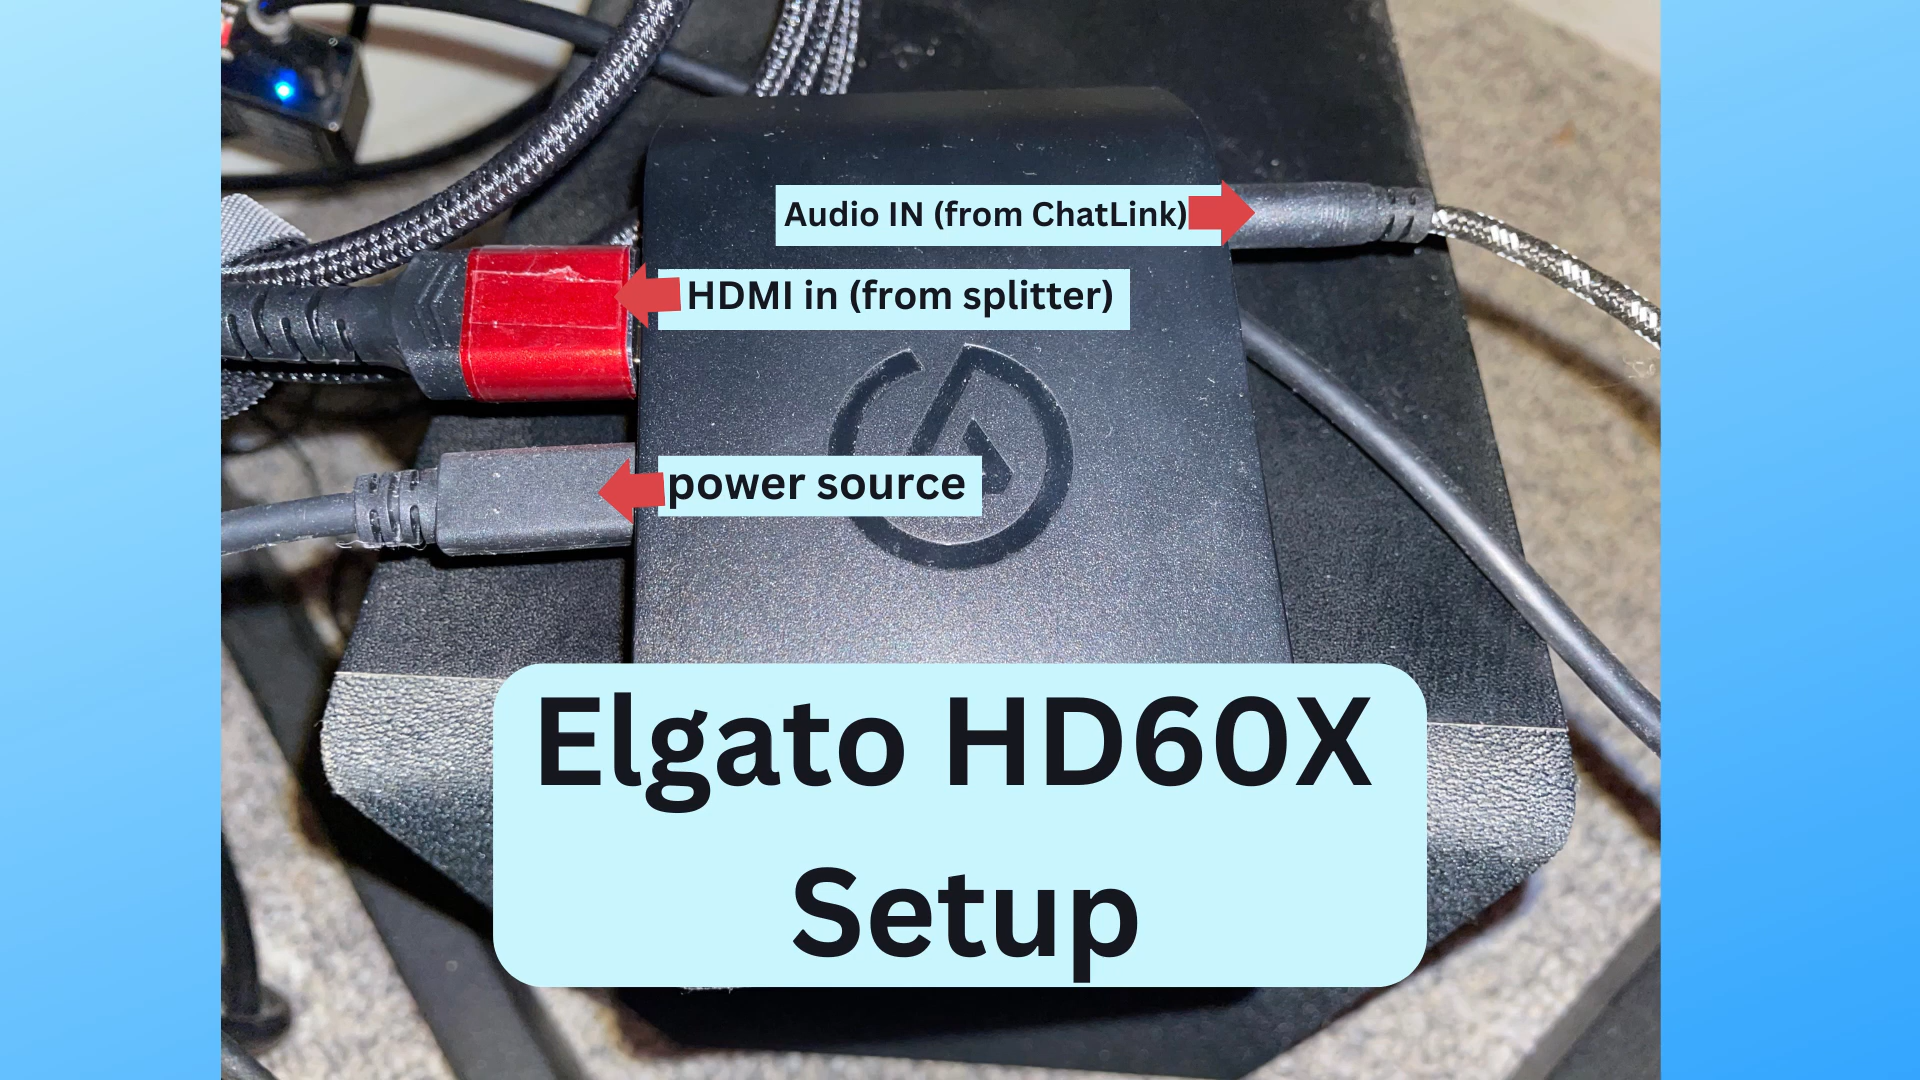 Audio IN (from ChatLink)
HDMI in (from splitter)
power source
Elgato HD60X
Setup